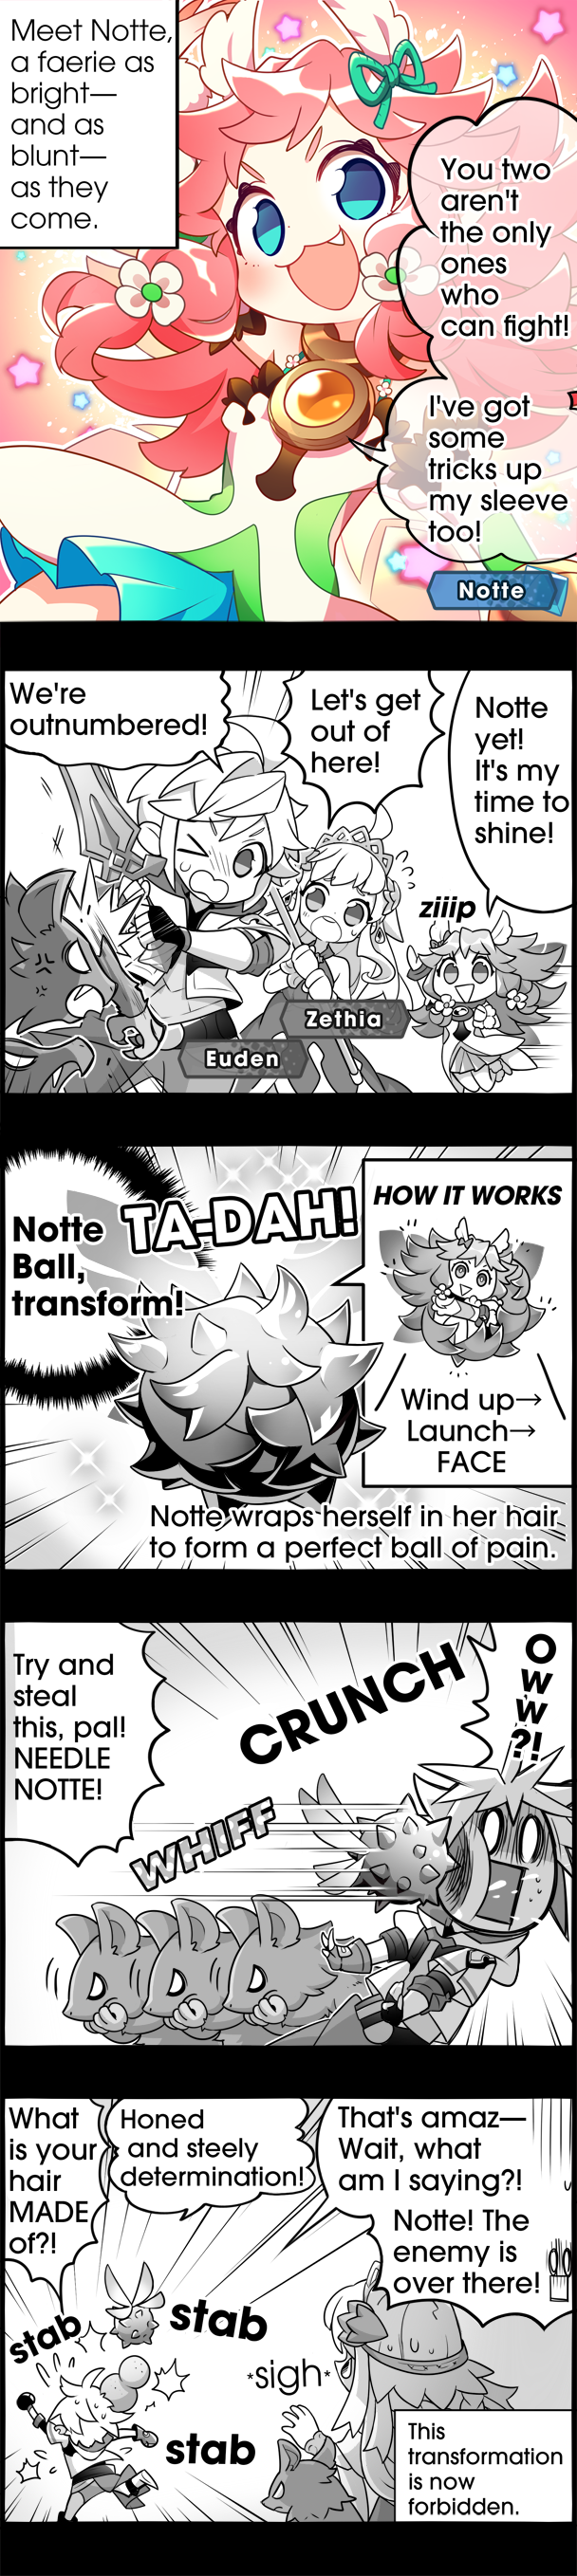 Meet Notte,
a faerie as
bright—
and as
blunt—
as they
come.
You two
aren't
the only
ones
who
can fight!
I've got
some
tricks up
my sleeve
too!
Notte
We're
outnumbered!
Let's get
out of
here!
Notte
yet!
It's my
time to
shine!
ziiip
Zethia
Euden
Notte
Ball,
transform!
TA-DAH!
HOW IT WORKS
Wind up→
Launch→
FACE
Notte wraps herself in her hair
to form a perfect ball of pain.
Try and
steal
this, pal!
NEEDLE
NOTTE!
CRUNCH
OWW?!
WHIFF
What
is your
hair
MADE
of?!
Honed
and steely
determination!
That's amaz—
Wait, what
am I saying?!
Notte! The
enemy is
over there!
stab
stab
*sigh*
stab
This
transformation
is now
forbidden.